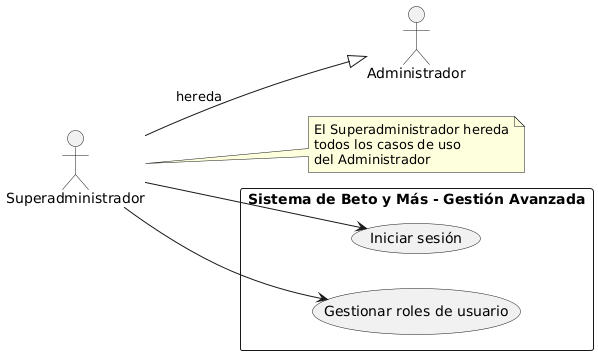 Administrador
hereda
El Superadministrador hereda
todos los casos de uso
del Administrador
Superadministrador
Sistema de Beto y Más - Gestión Avanzada
Iniciar sesión
Gestionar roles de usuario